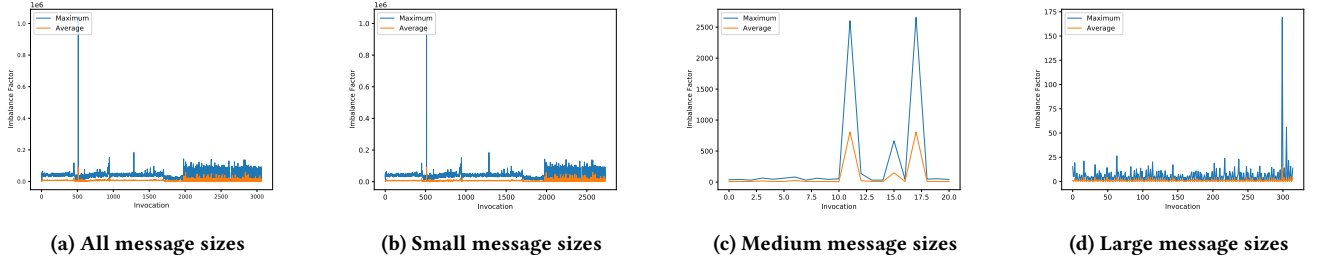 1e6
Maximum
Average
1.0
0.8
0.6
0.4
0.2
0.0
Imbalance Factor
0 500 1000 1500 2000 2500 3000
Invocation
(a) All message sizes
1e6
Maximum
Average
1.0
0.8
0.6
0.4
0.2
0.0
Imbalance Factor
0 500 1000 1500 2000 2500
Invocation
(b) Small message sizes
Maximum
Average
2500
2000
1500
1000
500
0
Imbalance Factor
0.0 2.5 5.0 7.5 10.0 12.5 15.0 17.5 20.0
Invocation
(c) Medium message sizes
Maximum
Average
175
150
125
100
75
50
25
0
Imbalance Factor
0 50 100 150 200 250 300
Invocation
(d) Large message sizes